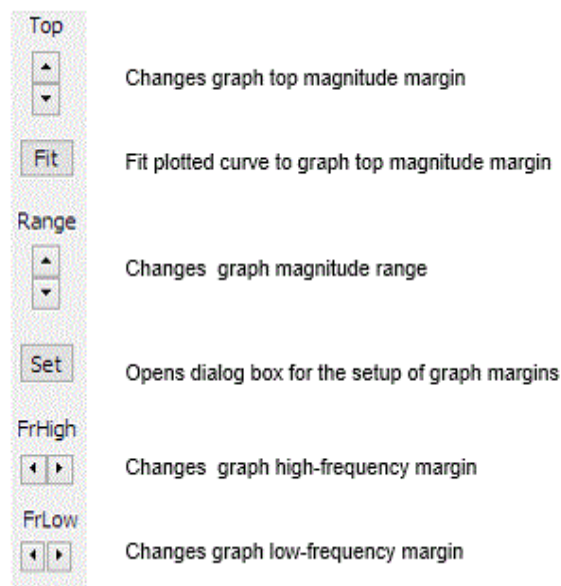 Top
Changes graph top magnitude margin
Fit
Fit plotted curve to graph top magnitude margin
Range
Changes graph magnitude range
Set
Opens dialog box for the setup of graph margins
FrHigh
Changes graph high-frequency margin
FrLow
Changes graph low-frequency margin